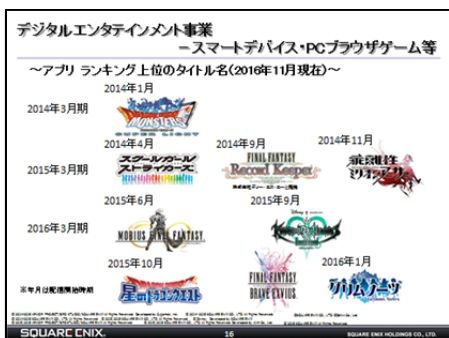 デジタルエンタテインメント事業
－スマートデバイス・PCブラウザゲーム等
～アプリ ランキング上位のタイトル名(2016年11月現在)～
2014年1月
2014年3月期
MONSTERS
SUPER LIGHT
2014年4月
2014年9月
2014年11月
2015年3月期
スクールガール
ストライカーズ
FINAL FANTASY
Record Keeper
乖離性
ミリオンアーサー
2015年6月
2015年9月
2016年3月期
MOBIUS FINAL FANTASY
KINGDOM HEARTS
2015年10月
2016年1月
星のドラゴンクエスト
FINAL FANTASY
BRAVE EXVIUS
グリムノーツ
※年月は配信開始時期
SQUARE ENIX.
16
SQUARE ENIX HOLDINGS CO., LTD.